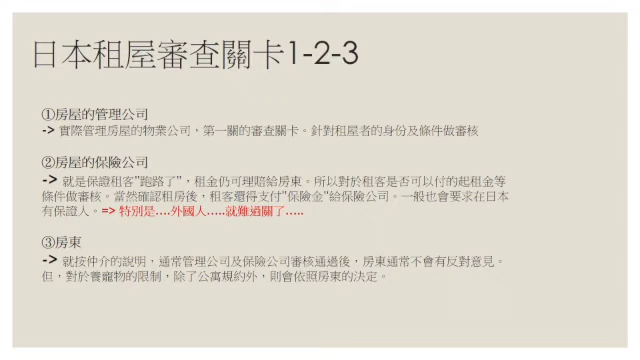 日本租屋審查關卡1-2-3
①房屋的管理公司
-> 實際管理房屋的物業公司，第一關的審查關卡。針對租屋者的身份及條件做審核
②房屋的保險公司
-> 就是保證租客"跑路了"，租金仍可理賠給房東。所以對於租客是否可以付的起租金等
條件做審核。當然確認租房後，租客還得支付"保險金"給保險公司。一般也會要求在日本
有保證人。=> 特別是....外國人.....就難過關了.....
③房東
-> 就按仲介的說明，通常管理公司及保險公司審核通過後，房東通常不會有反對意見。
但，對於養寵物的限制，除了公寓規約外，則會依照房東的決定。